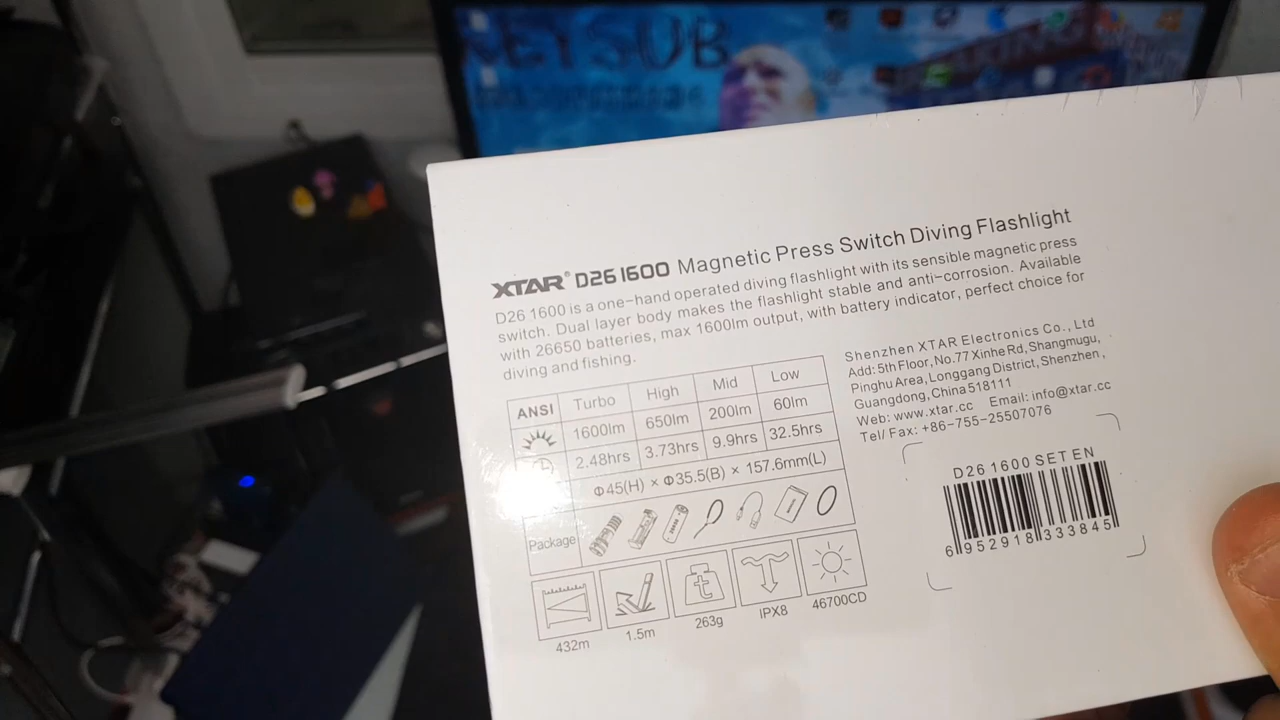 KEYSUB
XTAR® D26 1600 Magnetic Press Switch Diving Flashlight
D26 1600 is a one-hand operated diving flashlight with its sensible magnetic press
switch. Dual layer body makes the flashlight stable and anti-corrosion. Available
with 26650 batteries, max 1600lm output, with battery indicator, perfect choice for
diving and fishing.
ANSI Turbo High Mid Low
1600lm 650lm 200lm 60lm
2.48hrs 3.73hrs 9.9hrs 32.5hrs
Φ45(H) × Φ35.5(B) × 157.6mm(L)
Package
432m 1.5m 263g IPX8 46700CD
Shenzhen XTAR Electronics Co., Ltd
Add: 5th Floor, No.77 Xinhe Rd, Shangmugu,
Pinghu Area, Longgang District, Shenzhen,
Guangdong, China 518111
Web: www.xtar.cc Email: info@xtar.cc
Tel/ Fax: +86-755-25507076
D26 1600 SET EN
6 952918 333845